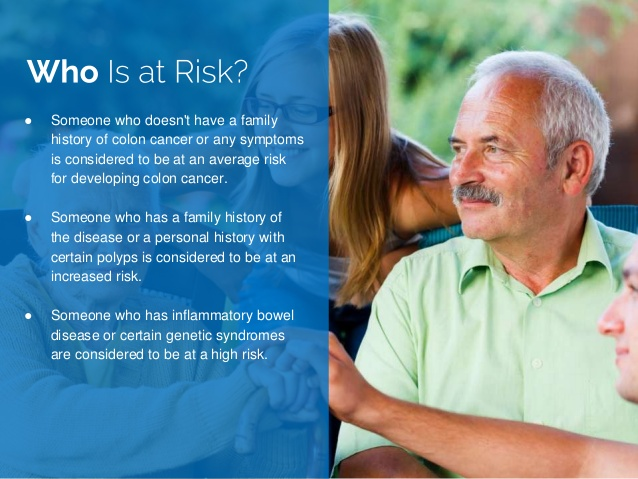 Who Is at Risk?
● Someone who doesn't have a family
history of colon cancer or any symptoms
is considered to be at an average risk
for developing colon cancer.
● Someone who has a family history of
the disease or a personal history with
certain polyps is considered to be at an
increased risk.
● Someone who has inflammatory bowel
disease or certain genetic syndromes
are considered to be at a high risk.